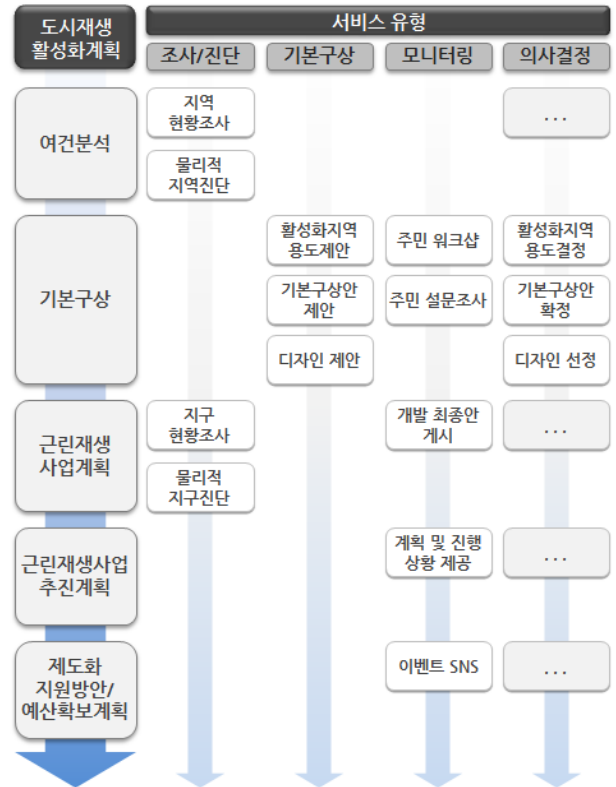 도시재생
활성화계획
서비스 유형
조사/진단
기본구상
모니터링
의사결정
여건분석
지역
현황조사
...
물리적
지역진단
기본구상
활성화지역
용도제안
주민 워크샵
활성화지역
용도결정
기본구상안
제안
주민 설문조사
기본구상안
확정
디자인 제안
디자인 선정
근린재생
사업계획
지구
현황조사
개발 최종안
게시
...
물리적
지구진단
근린재생사업
추진계획
계획 및 진행
상황 제공
...
제도화
지원방안/
예산확보계획
이벤트 SNS
...